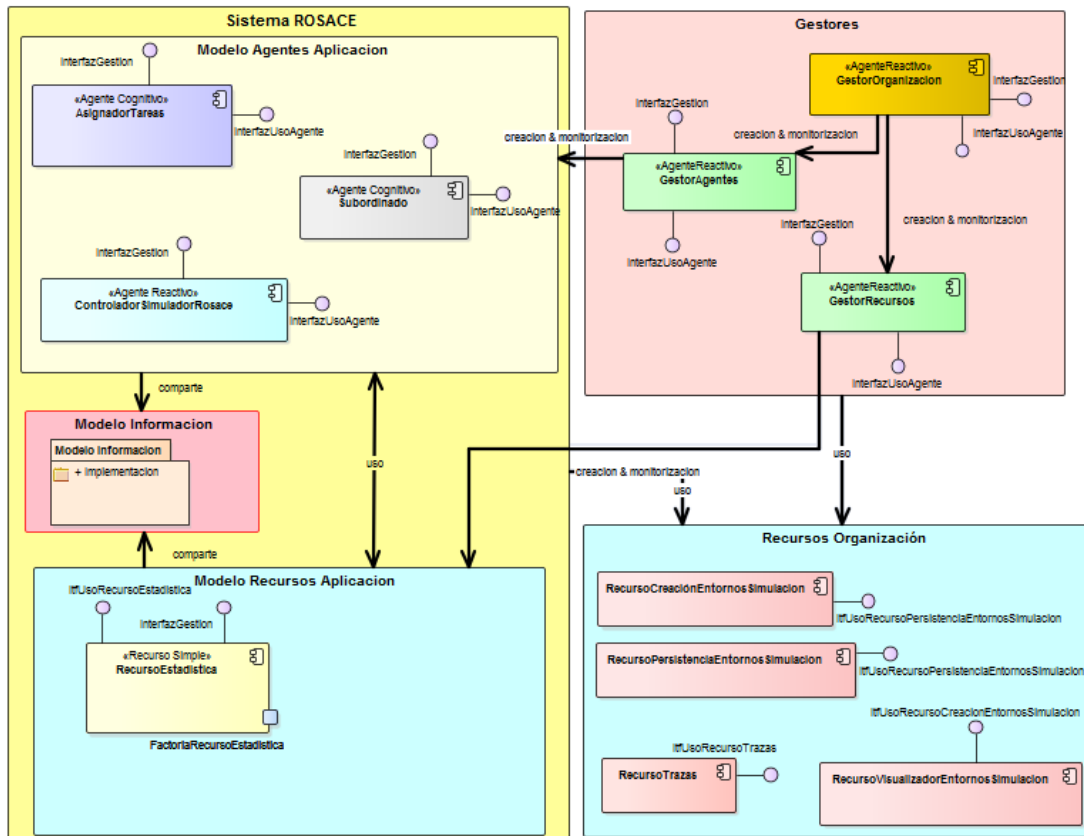 Sistema ROSACE
Modelo Agentes Aplicacion
InterfazGestion
«Agente Cognitivo»
AsignadorTareas
InterfazUsoAgente
InterfazGestion
«Agente Cognitivo»
Subordinado
InterfazUsoAgente
InterfazGestion
«Agente Reactivo»
ControladorSimuladorRosace
InterfazUsoAgente
comparte
Modelo Informacion
Modelo Informacion
+ Implementacion
comparte
uso
Modelo Recursos Aplicacion
ItfUsoRecursoEstadistica
InterfazGestion
«Recurso Simple»
RecursoEstadistica
FactoriaRecursoEstadistica
Gestores
«AgenteReactivo»
GestorOrganizacion
InterfazGestion
InterfazUsoAgente
creacion & monitorizacion
creacion & monitorizacion
InterfazGestion
«AgenteReactivo»
GestorAgentes
InterfazUsoAgente
creacion & monitorizacion
InterfazGestion
«AgenteReactivo»
GestorRecursos
InterfazUsoAgente
creacion & monitorizacion
uso
uso
Recursos Organización
RecursoCreaciónEntornosSimulacion
ItfUsoRecursoPersistenciaEntornosSimulacion
RecursoPersistenciaEntornosSimulacion
ItfUsoRecursoPersistenciaEntornosSimulacion
ItfUsoRecursoCreacionEntornosSimulacion
ItfUsoRecursoTrazas
RecursoTrazas
RecursoVisualizadorEntornosSimulacion